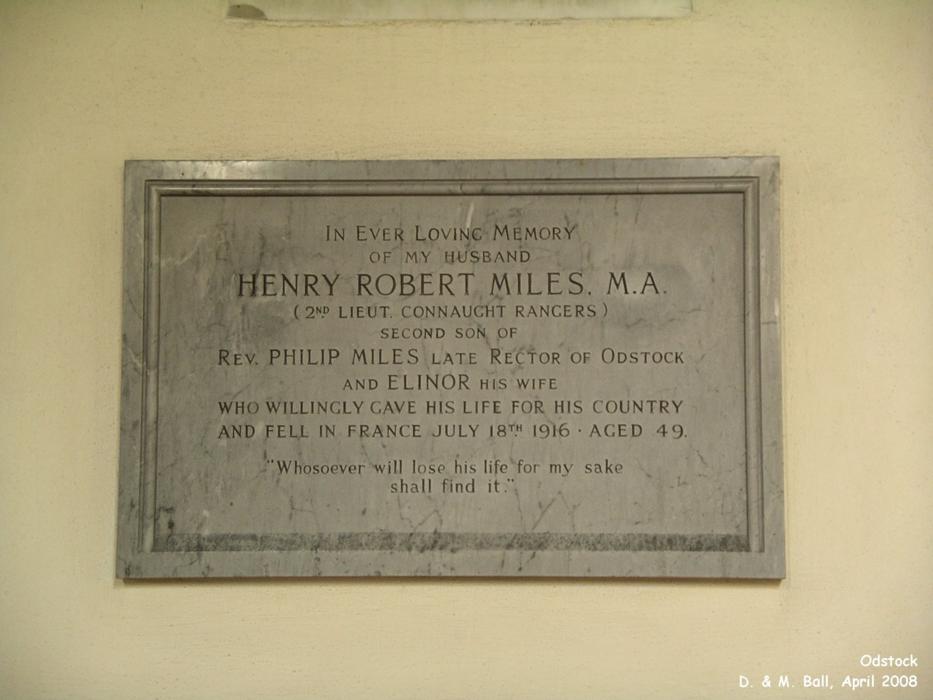 In Ever Loving Memory
of my husband
HENRY ROBERT MILES, M.A.
(2ND LIEUT. CONNAUGHT RANGERS)
SECOND SON OF
REV. PHILIP MILES LATE RECTOR OF ODSTOCK
AND ELINOR HIS WIFE
WHO WILLINGLY GAVE HIS LIFE FOR HIS COUNTRY
AND FELL IN FRANCE JULY 18TH 1916 · AGED 49.
"Whosoever will lose his life for my sake
shall find it."
Odstock
D. & M. Ball, April 2008